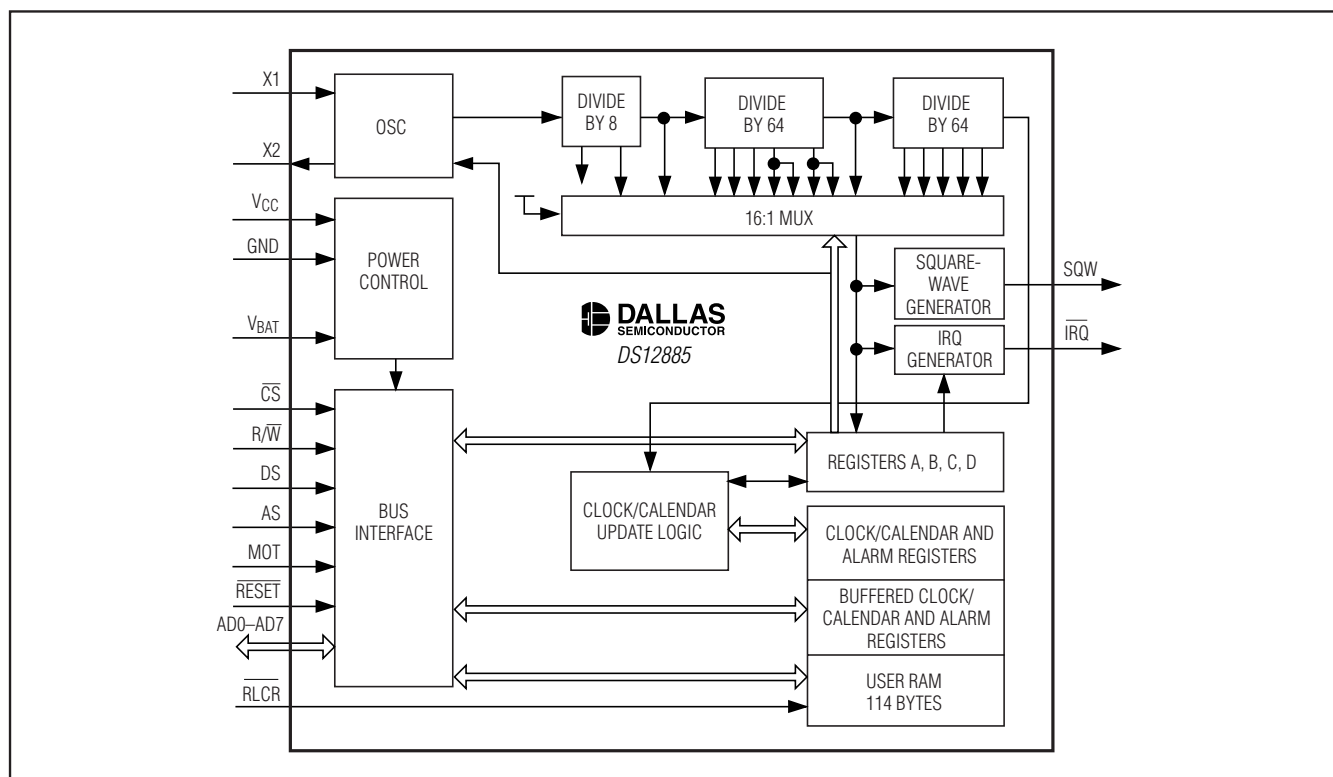 X1
X2
VCC
GND
VBAT
CS
R/W
DS
AS
MOT
RESET
AD0–AD7
RLCR
OSC
POWER
CONTROL
BUS
INTERFACE
DIVIDE
BY 8
DIVIDE
BY 64
DIVIDE
BY 64
16:1 MUX
SQUARE-
WAVE
GENERATOR
SQW
IRQ
GENERATOR
IRQ
DALLAS
SEMICONDUCTOR
DS12885
REGISTERS A, B, C, D
CLOCK/CALENDAR
UPDATE LOGIC
CLOCK/CALENDAR AND
ALARM REGISTERS
BUFFERED CLOCK/
CALENDAR AND ALARM
REGISTERS
USER RAM
114 BYTES